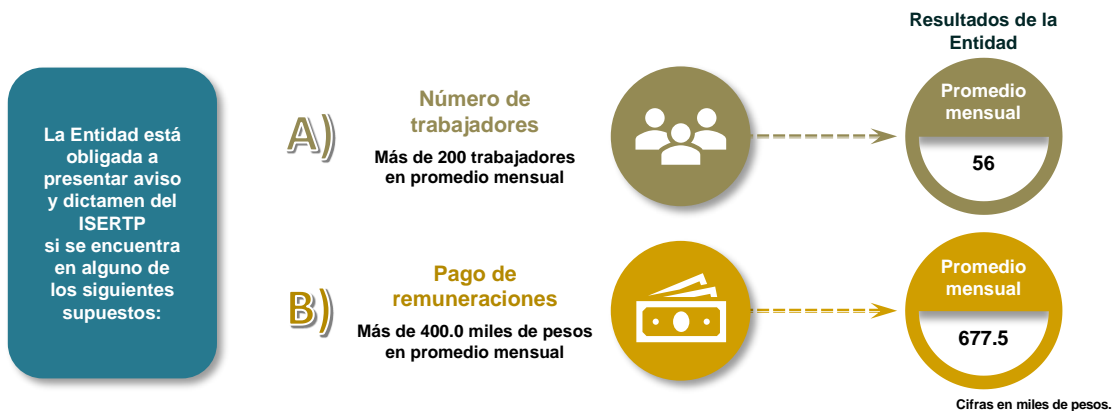 La Entidad está
obligada a
presentar aviso
y dictamen del
ISERTP
si se encuentra
en alguno de
los siguientes
supuestos:
A)
Número de
trabajadores
Más de 200 trabajadores
en promedio mensual
Resultados de la
Entidad
Promedio
mensual
56
B)
Pago de
remuneraciones
Más de 400.0 miles de pesos
en promedio mensual
Promedio
mensual
677.5
Cifras en miles de pesos.